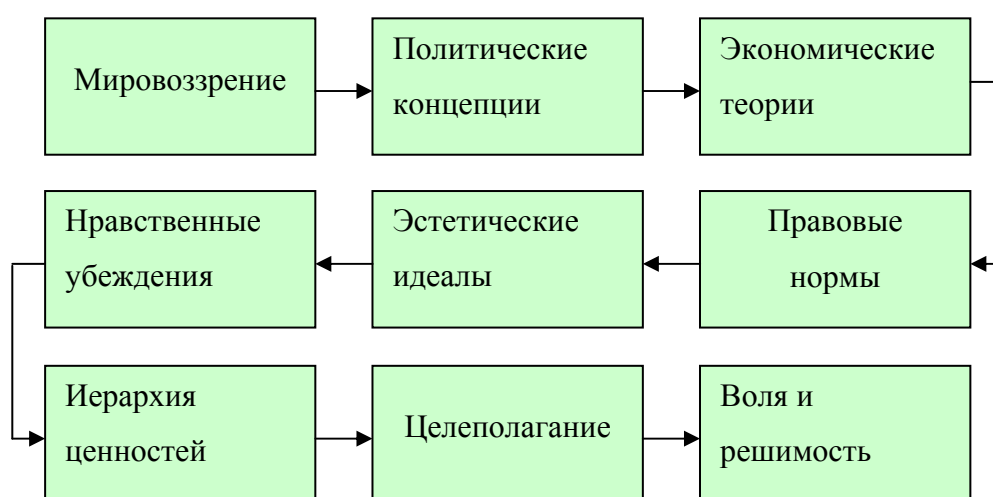 Мировоззрение
Политические
концепции
Экономические
теории
Нравственные
убеждения
Эстетические
идеалы
Правовые
нормы
Иерархия
ценностей
Целеполагание
Воля и
решимость